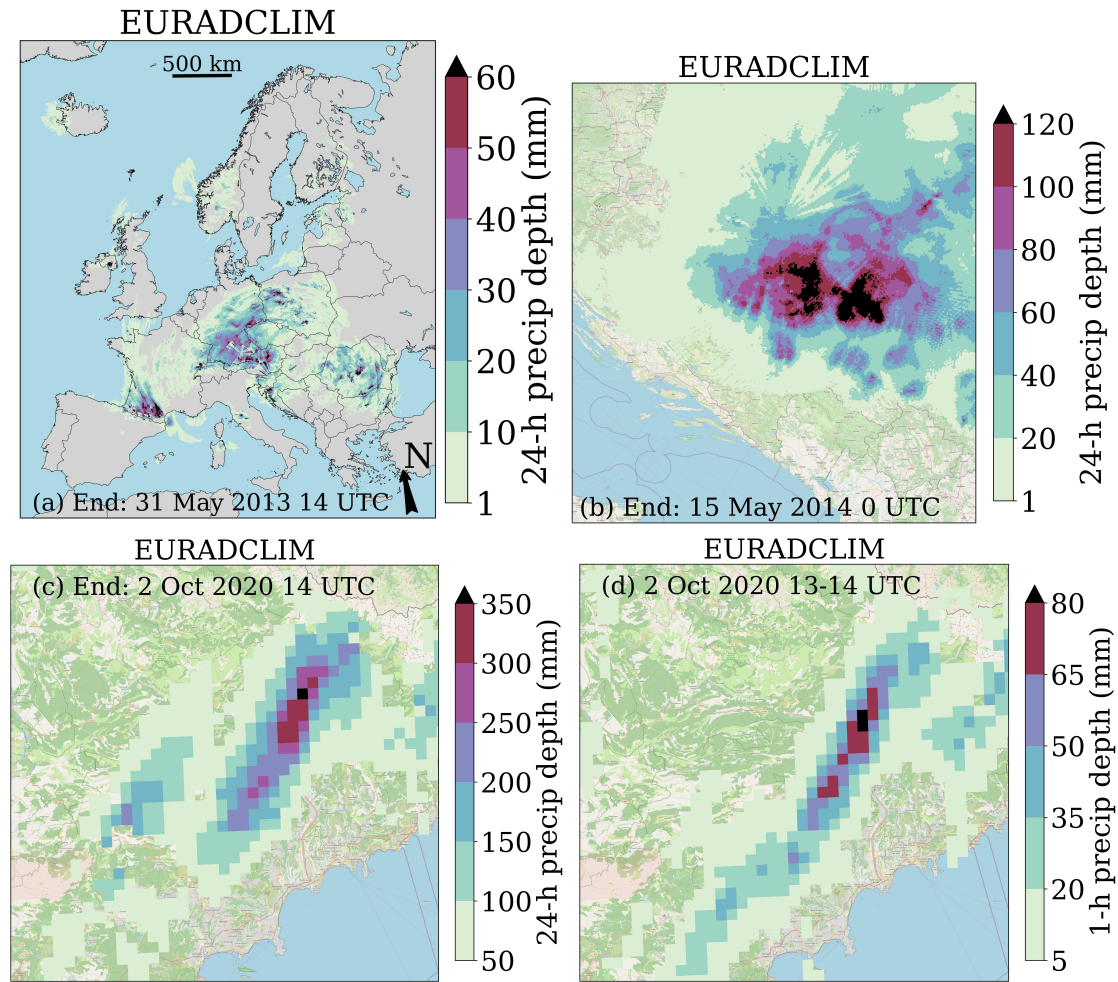 EURADCLIM
500 km
N
(a) End: 31 May 2013 14 UTC
60
50
40
30
20
10
1
24-h precip depth (mm)
EURADCLIM
(b) End: 15 May 2014 0 UTC
120
100
80
60
40
20
1
24-h precip depth (mm)
EURADCLIM
(c) End: 2 Oct 2020 14 UTC
350
300
250
200
150
100
50
24-h precip depth (mm)
EURADCLIM
(d) 2 Oct 2020 13-14 UTC
80
65
50
35
20
5
1-h precip depth (mm)